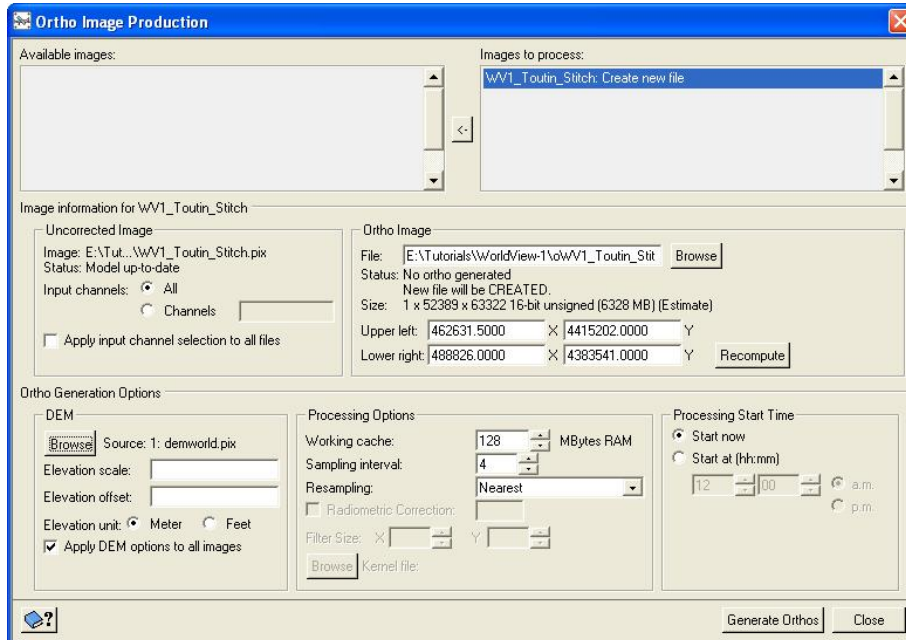 Ortho Image Production
Available images:
Images to process:
WV1_Toutin_Stitch: Create new file
<-
Image information for WV1_Toutin_Stitch
Uncorrected Image
Image: E:\Tut...\WV1_Toutin_Stitch.pix
Status: Model up-to-date
Input channels: All
Channels
Apply input channel selection to all files
Ortho Image
File: E:\Tutorials\WorldView-1\oWV1_Toutin_Stit Browse
Status: No ortho generated
New file will be CREATED.
Size: 1 x 52389 x 63322 16-bit unsigned (6328 MB) (Estimate)
Upper left: 462631.5000 X 4415202.0000 Y
Lower right: 488826.0000 X 4383541.0000 Y Recompute
Ortho Generation Options
DEM
Browse Source: 1: demworld.pix
Elevation scale:
Elevation offset:
Elevation unit: Meter Feet
Apply DEM options to all images
Processing Options
Working cache: 128 MBytes RAM
Sampling interval: 4
Resampling: Nearest
Radiometric Correction:
Filter Size: X Y
Browse Kernel file:
Processing Start Time
Start now
Start at (hh:mm)
12 00 a.m.
p.m.
?
Generate Orthos Close